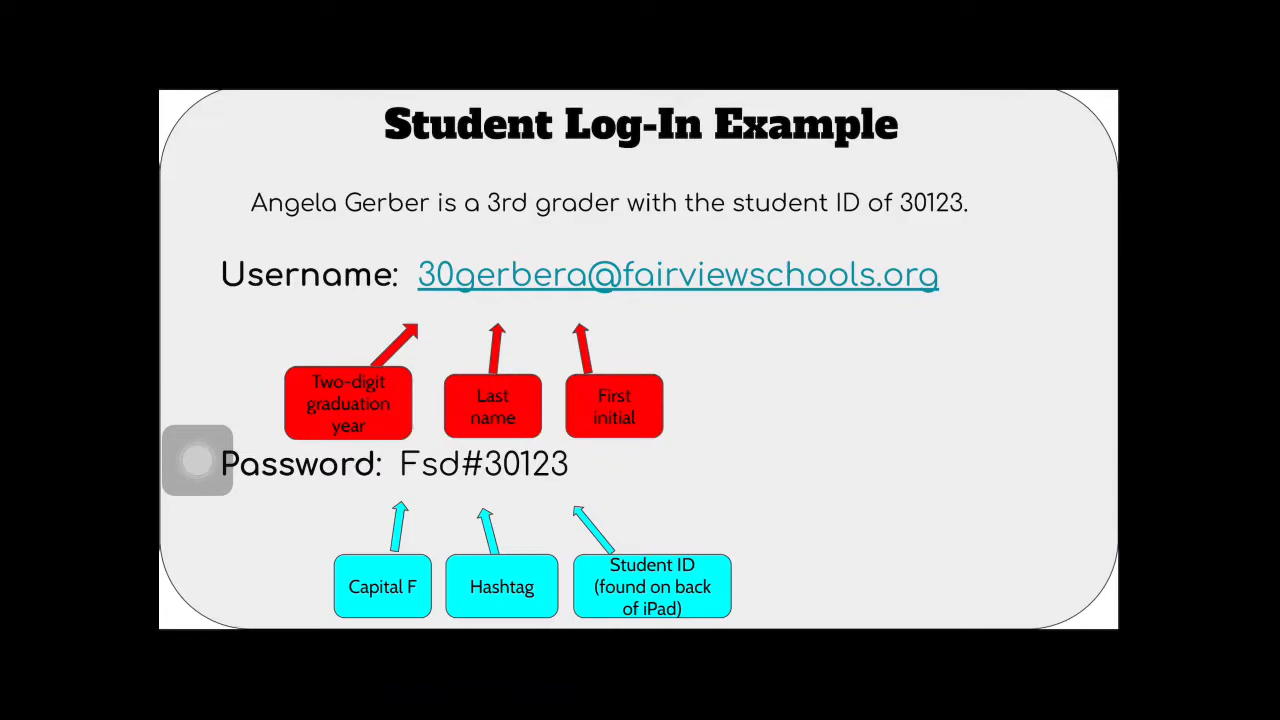 Student Log-In Example
Angela Gerber is a 3rd grader with the student ID of 30123.
Username: 30gerbera@fairviewschools.org
Two-digit
graduation
year
Last
name
First
initial
Password: Fsd#30123
Capital F
Hashtag
Student ID
(found on back
of iPad)